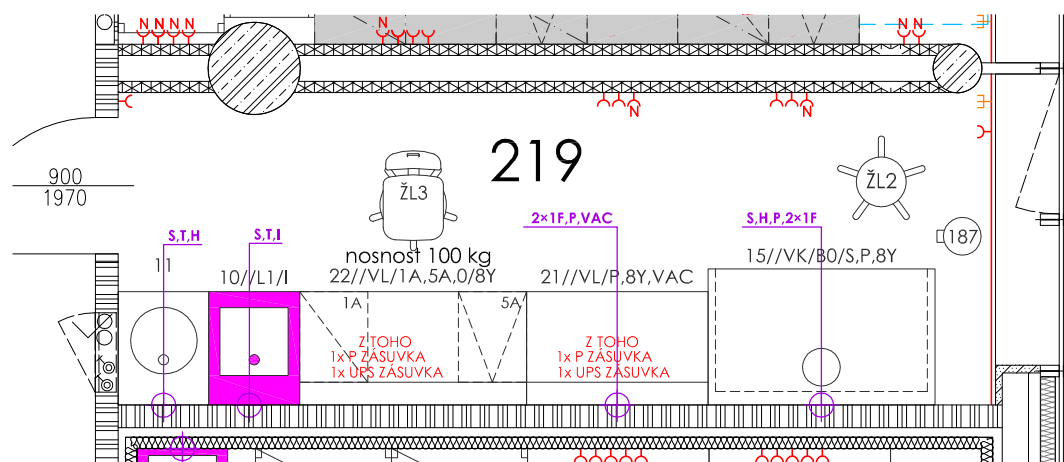 N N N N
N
N N
N
N
219
900
1970
ŽL3
ŽL2
187
S,T,H
S,T,I
2×1F,P,VAC
S,H,P,2×1F
nosnost 100 kg
11
10//L1/I
22//VL/1A,5A,0/8Y
21//VL/P,8Y,VAC
15//VK/B0/S,P,8Y
1A
5A
Z TOHO
1x P ZÁSUVKA
1x UPS ZÁSUVKA
Z TOHO
1x P ZÁSUVKA
1x UPS ZÁSUVKA